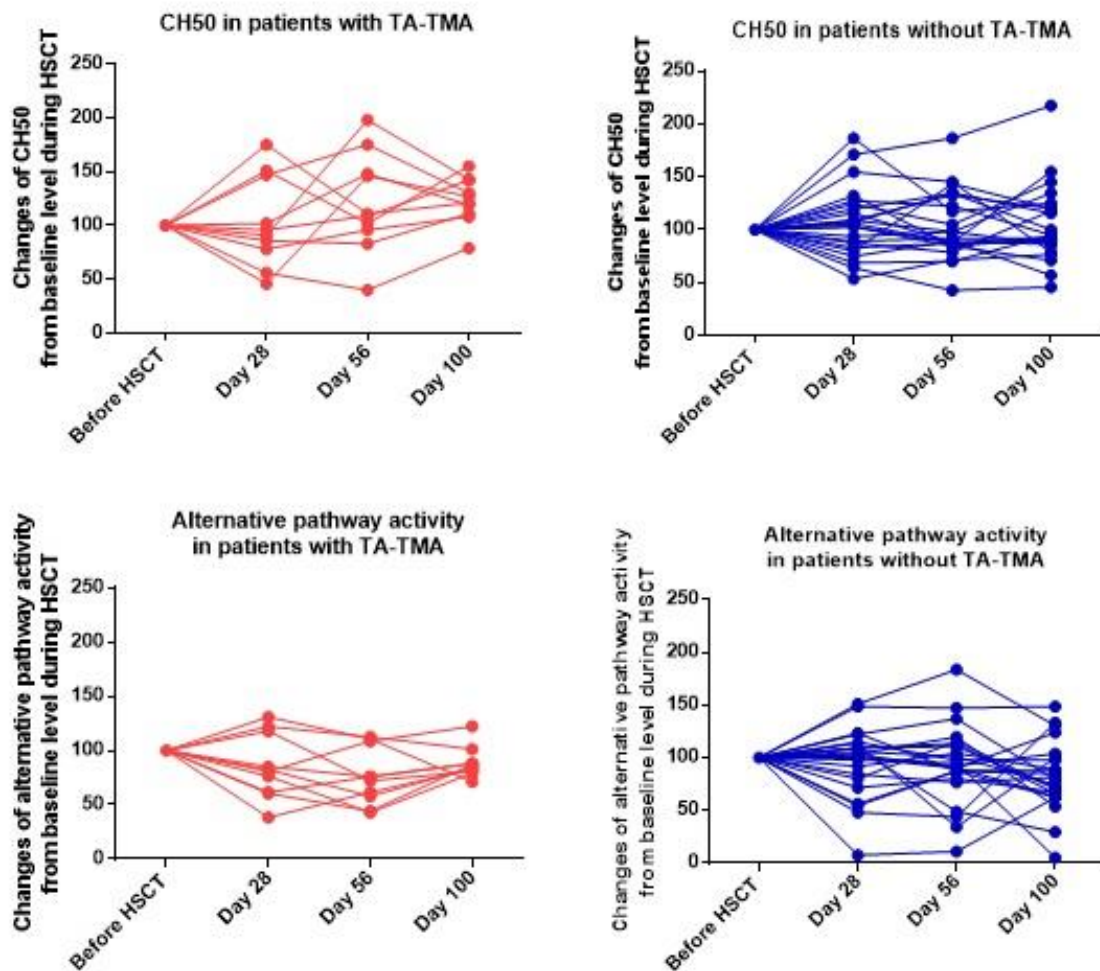 CH50 in patients with TA-TMA
Changes of CH50
from baseline level during HSCT
250
200
150
100
50
0
Before HSCT
Day 28
Day 56
Day 100
CH50 in patients without TA-TMA
Changes of CH50
from baseline level during HSCT
250
200
150
100
50
0
Before HSCT
Day 28
Day 56
Day 100
Alternative pathway activity
in patients with TA-TMA
Changes of alternative pathway activity
from baseline level during HSCT
250
200
150
100
50
0
Before HSCT
Day 28
Day 56
Day 100
Alternative pathway activity
in patients without TA-TMA
Changes of alternative pathway activity
from baseline level during HSCT
250
200
150
100
50
0
Before HSCT
Day 28
Day 56
Day 100